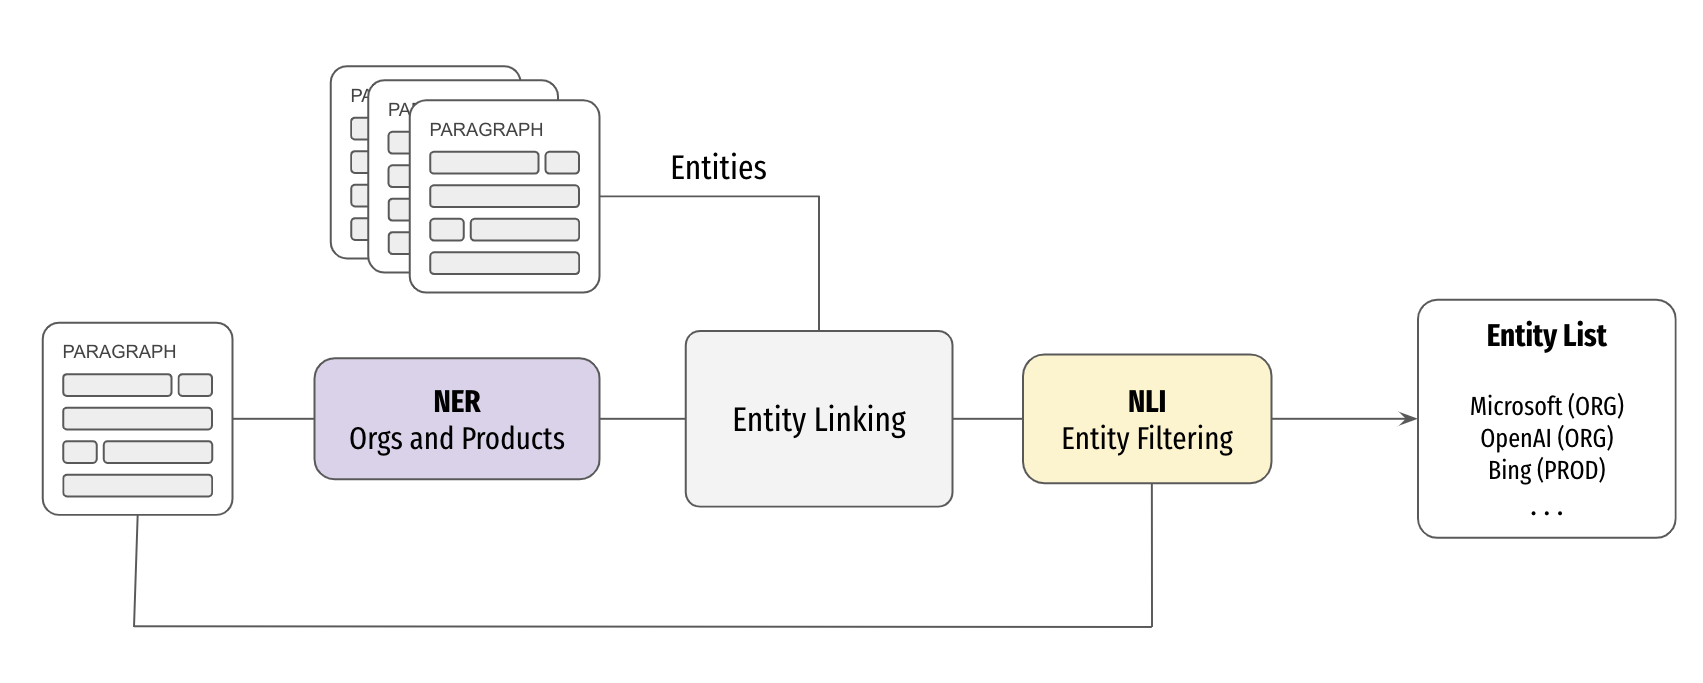 PA
PA
PARAGRAPH
Entities
PARAGRAPH
NER
Orgs and Products
Entity Linking
NLI
Entity Filtering
Entity List
Microsoft (ORG)
OpenAI (ORG)
Bing (PROD)
. . .